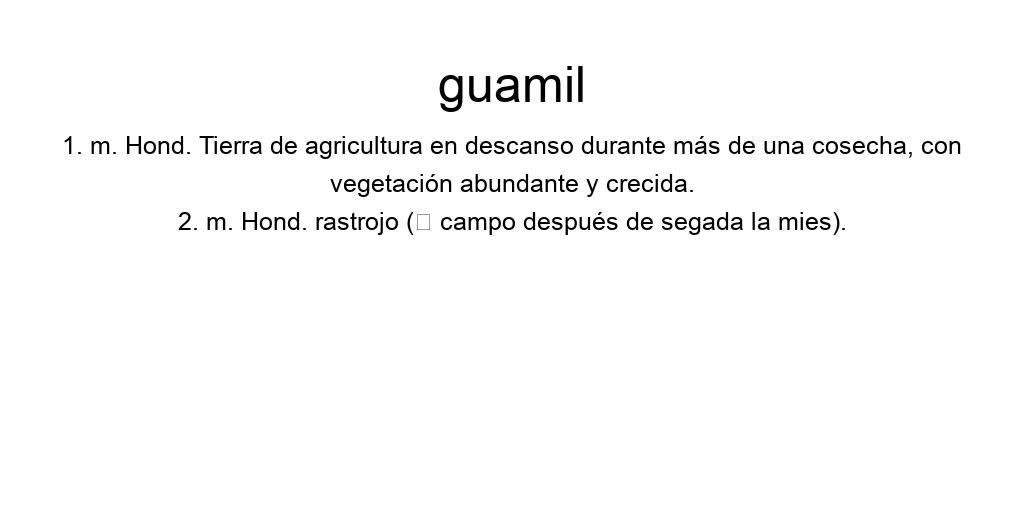 guamil
1. m. Hond. Tierra de agricultura en descanso durante más de una cosecha, con
vegetación abundante y crecida.
2. m. Hond. rastrojo (▯ campo después de segada la mies).